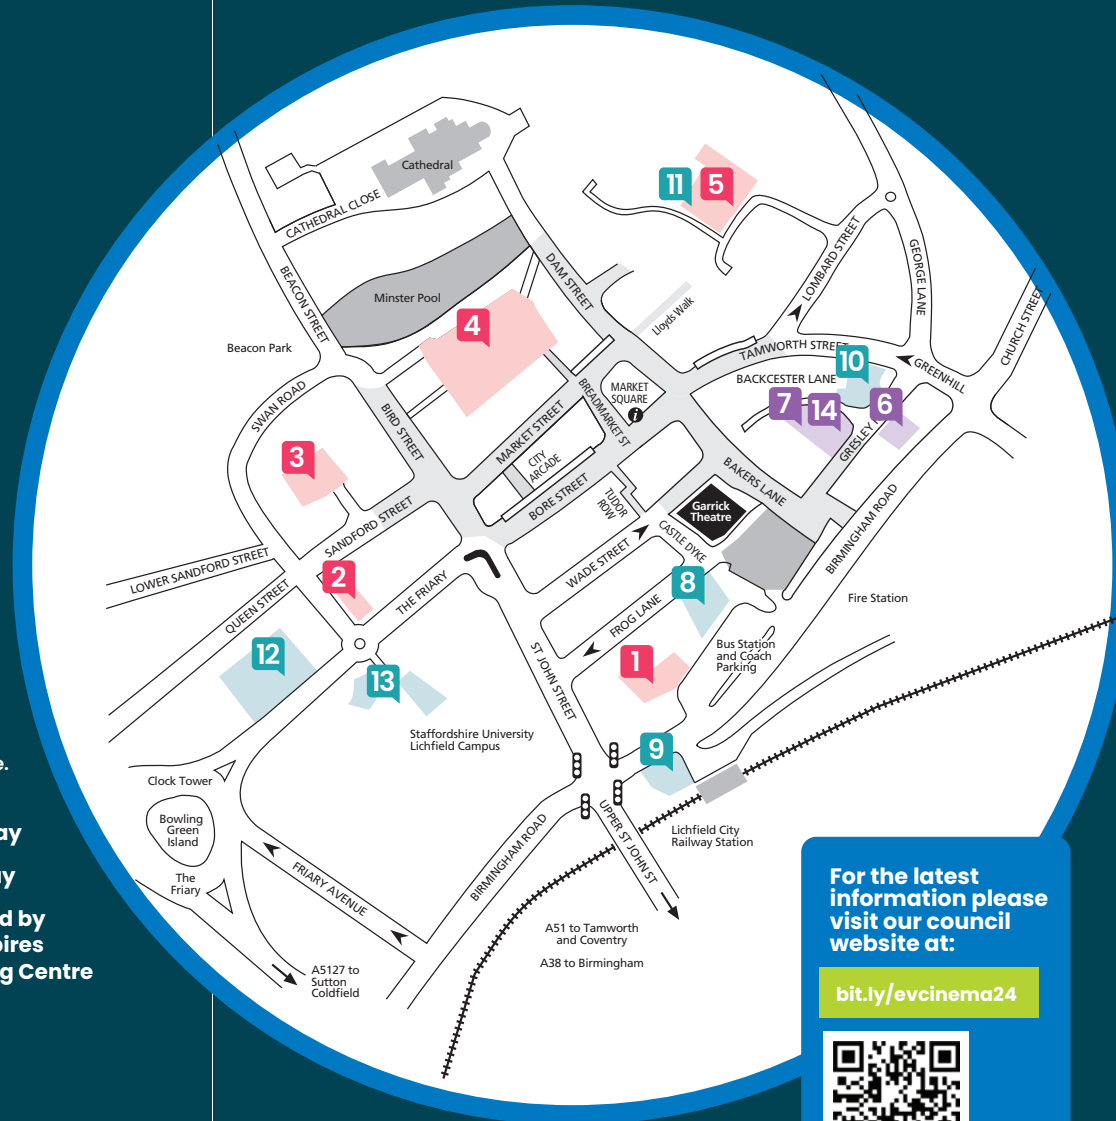 Cathedral
CATHEDRAL CLOSE
11
5
BEACON STREET
Minster Pool
DAM STREET
LOMBARD STREET
GEORGE LANE
CHURCH STREET
Lloyds Walk
4
Beacon Park
TAMWORTH STREET
10
GREENHILL
BACKCESTER LANE
SWAN ROAD
BIRD STREET
MARKET
SQUARE
i
BREADMARKET ST
7
14
6
GRESLEY
MARKET STREET
3
CITY
ARCADE
BORE STREET
TUDOR
ROW
BAKERS LANE
Garrick
Theatre
BIRMINGHAM ROAD
SANDFORD STREET
CASTLE DYKE
WADE STREET
LOWER SANDFORD STREET
2
THE FRIARY
QUEEN STREET
8
FROG LANE
Fire Station
12
13
ST JOHN STREET
1
Bus Station
and Coach
Parking
Staffordshire University
Lichfield Campus
9
e.
Clock Tower
Bowling
Green
Island
ay
UPPER ST JOHN ST
Lichfield City
Railway Station
BIRMINGHAM ROAD
The
Friary
FRIARY AVENUE
ay
d by
pires
g Centre
A51 to Tamworth
and Coventry
A38 to Birmingham
A5127 to
Sutton
Coldfield
For the latest
information please
visit our council
website at:
bit.ly/evcinema24